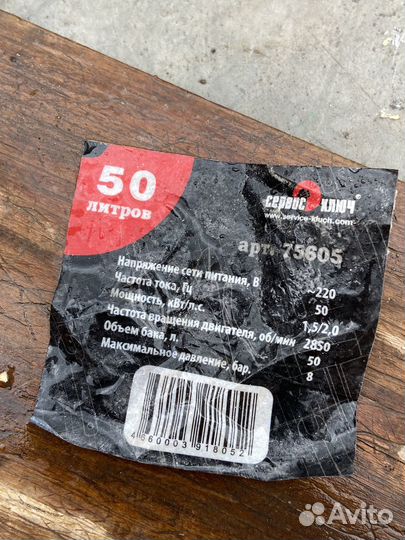 50
литров
сервис ключ®
www.service-kluch.com
арт. 75605
Напряжение сети питания, В ~220
Частота тока, Гц 50
Мощность, кВт/л.с. 1,5/2,0
Частота вращения двигателя, об/мин 2850
Объем бака, л. 50
Максимальное давление, бар. 8
4660003918052
Avito